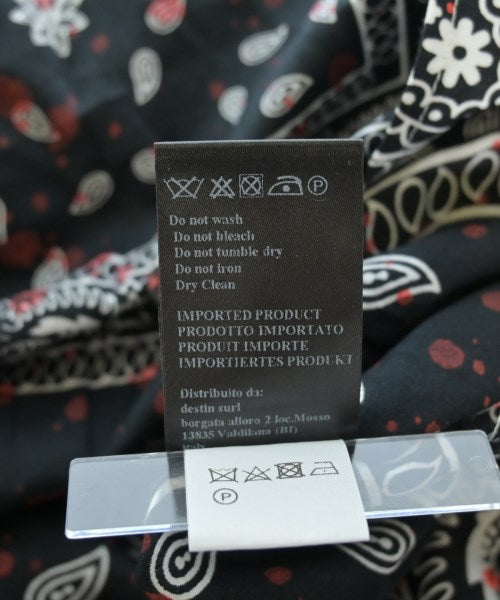 Do not wash
Do not bleach
Do not tumble dry
Do not iron
Dry Clean
IMPORTED PRODUCT
PRODOTTO IMPORTATO
PRODUIT IMPORTE
IMPORTIERTES PRODUKT
Distribuito da:
destin surl
borgata alloro 2 loc.Mosso
13835 Valdilana (BI)
Italy